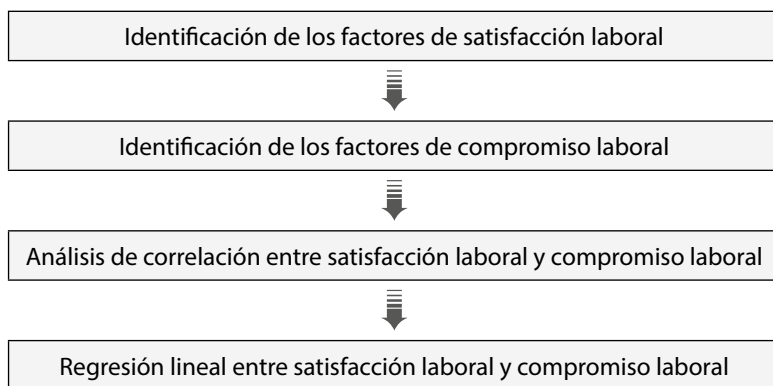 Identificación de los factores de satisfacción laboral
Identificación de los factores de compromiso laboral
Análisis de correlación entre satisfacción laboral y compromiso laboral
Regresión lineal entre satisfacción laboral y compromiso laboral